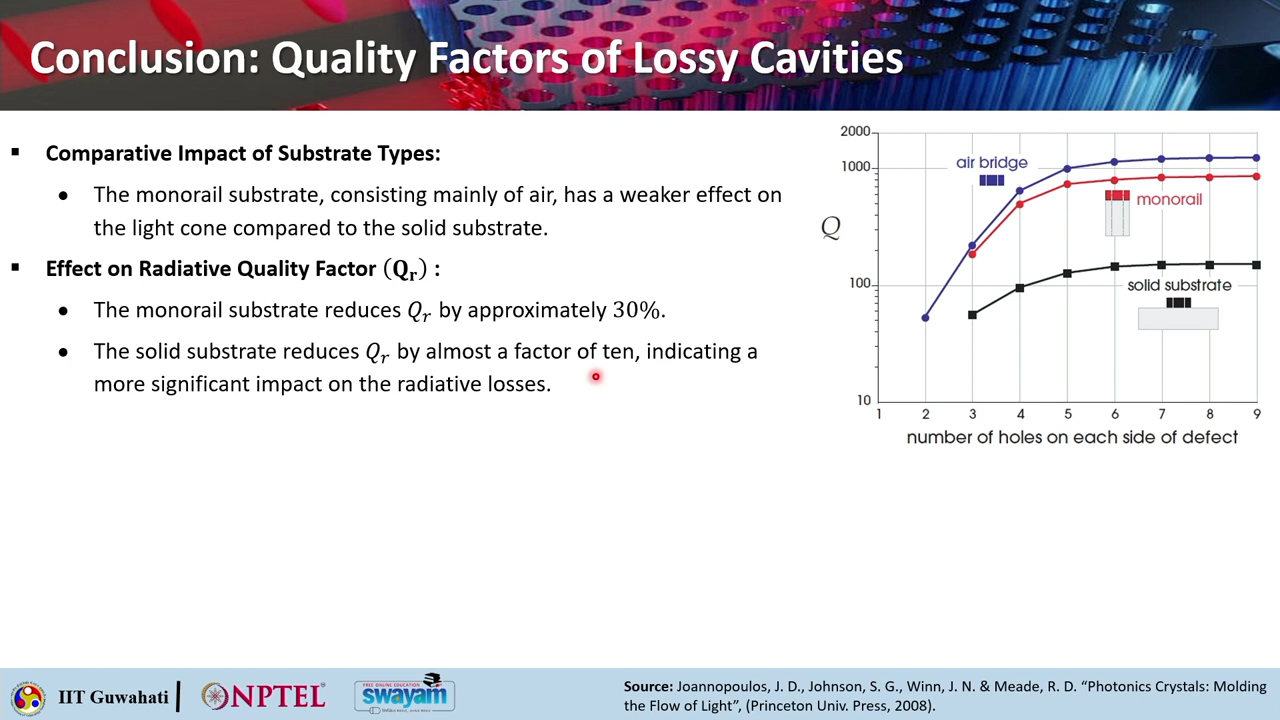 Conclusion: Quality Factors of Lossy Cavities
▪ Comparative Impact of Substrate Types:
• The monorail substrate, consisting mainly of air, has a weaker effect on
the light cone compared to the solid substrate.
▪ Effect on Radiative Quality Factor (Qr) :
• The monorail substrate reduces Qr by approximately 30%.
• The solid substrate reduces Qr by almost a factor of ten, indicating a
more significant impact on the radiative losses.
2000
1000
100
10
Q
air bridge
monorail
solid substrate
1 2 3 4 5 6 7 8 9
number of holes on each side of defect
IIT Guwahati
NPTEL
FREE ONLINE EDUCATION
swayam
Source: Joannopoulos, J. D., Johnson, S. G., Winn, J. N. & Meade, R. D. “Photonics Crystals: Molding
the Flow of Light”, (Princeton Univ. Press, 2008).